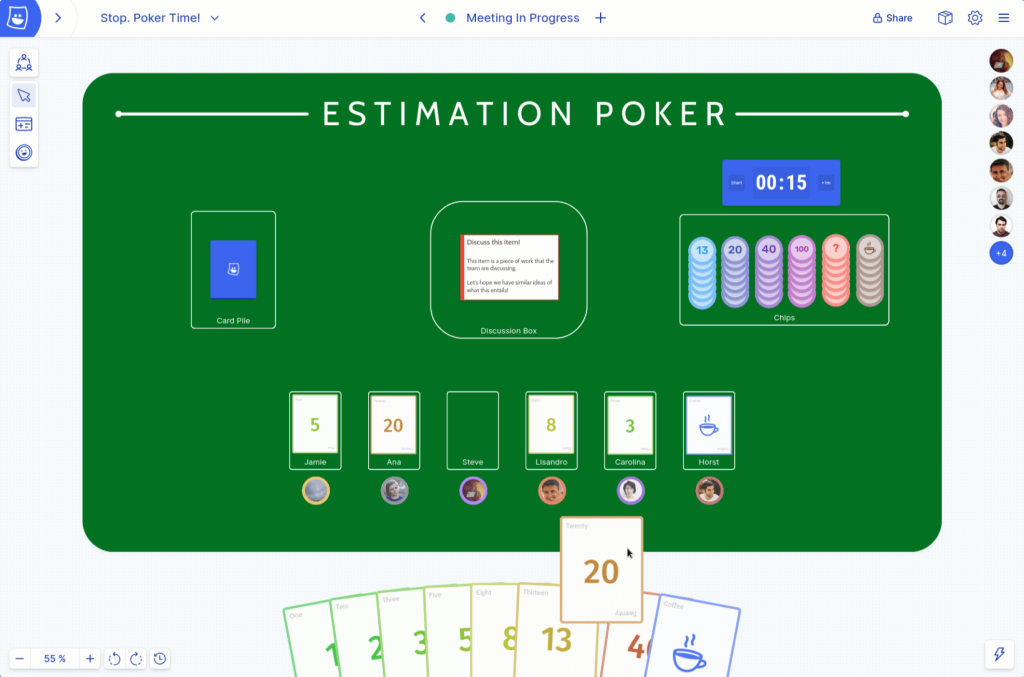 Stop. Poker Time!
Meeting In Progress
Share
ESTIMATION POKER
Start
00:15
+1m
Discuss this item!
This item is a piece of work that the
team are discussing.
Let's hope we have similar ideas of
what this entails!
13 20 40 100 ?
Card Pile
Discussion Box
Chips
+4
5
20
8
3
Jamie
Ana
Steve
Lisandro
Carolina
Horst
Twenty
20
Twenty
One
1
Two
2
Three
3
Five
5
Eight
8
Thirteen
13
Coffee
55 %